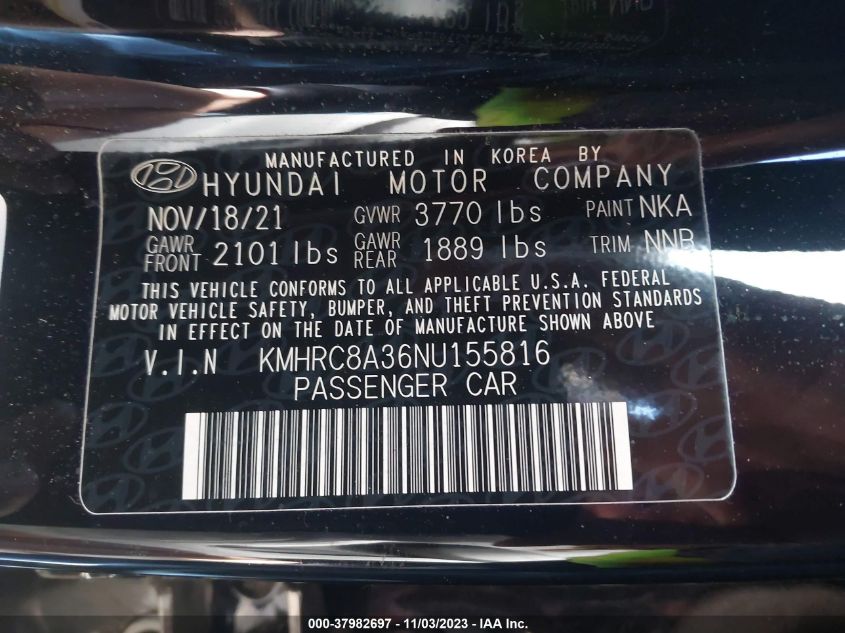 MANUFACTURED IN KOREA BY
HYUNDAI MOTOR COMPANY
NOV/18/21 GVWR 3770 lbs PAINT NKA
GAWR FRONT 2101 lbs GAWR REAR 1889 lbs TRIM NNB
THIS VEHICLE CONFORMS TO ALL APPLICABLE U.S.A. FEDERAL
MOTOR VEHICLE SAFETY, BUMPER, AND THEFT PREVENTION STANDARDS
IN EFFECT ON THE DATE OF MANUFACTURE SHOWN ABOVE
V.I.N KMHRC8A36NU155816
PASSENGER CAR
000-37982697 - 11/03/2023 - IAA